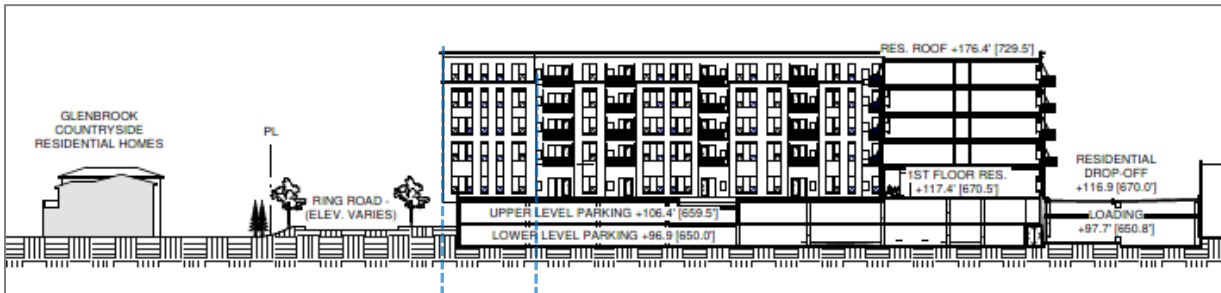 RES. ROOF +176.4' [729.5']
GLENBROOK
COUNTRYSIDE
RESIDENTIAL HOMES
PL
RING ROAD -
(ELEV. VARIES)
1ST FLOOR RES.
+117.4' [670.5']
RESIDENTIAL
DROP-OFF
+116.9 [670.0']
UPPER LEVEL PARKING +106.4' [659.5']
LOADING
+97.7' [650.8']
LOWER LEVEL PARKING +96.9 [650.0']